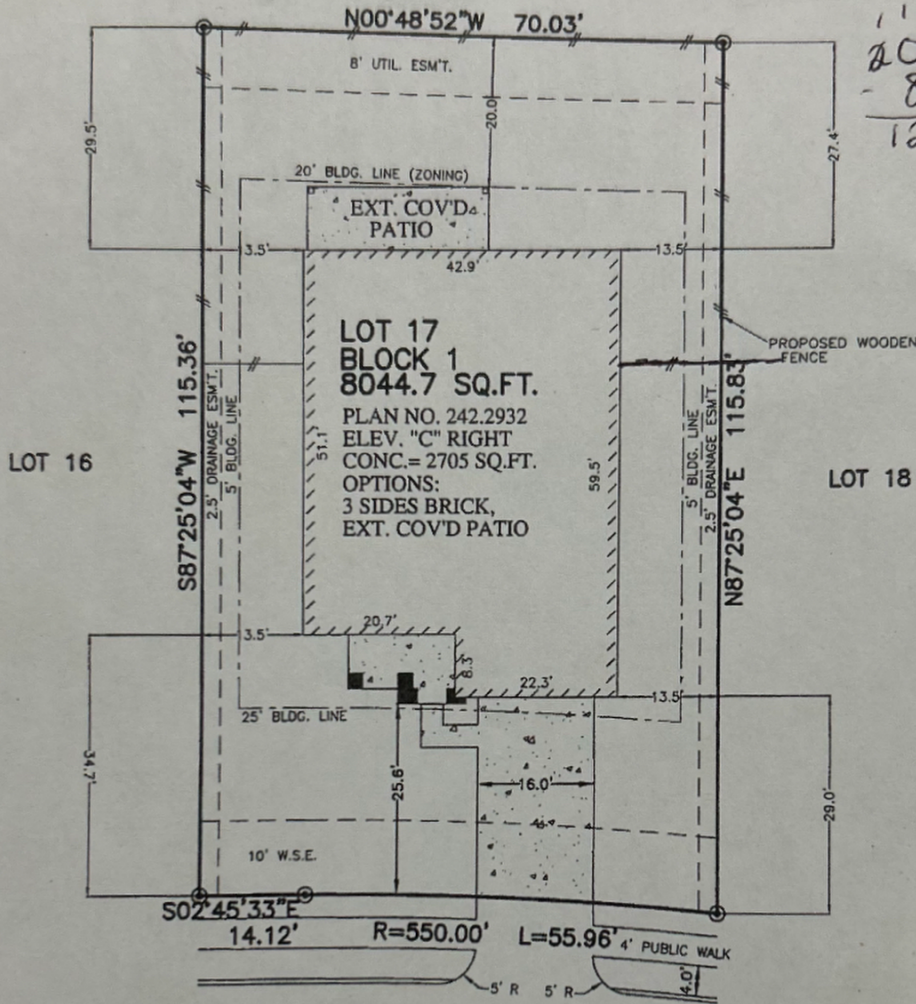 N00°48'52"W 70.03'
8' UTIL. ESM'T.
20.0
29.5'
27.4'
20' BLDG. LINE (ZONING)
EXT. COV'D
PATIO
3.5'
13.5'
42.9'
LOT 17
BLOCK 1
8044.7 SQ.FT.
PLAN NO. 242.2932
ELEV. "C" RIGHT
CONC.= 2705 SQ.FT.
OPTIONS:
3 SIDES BRICK,
EXT. COV'D PATIO
PROPOSED WOODEN
FENCE
S87°25'04"W 115.36'
2.5' DRAINAGE ESM'T.
5' BLDG. LINE
51.1'
59.5'
5' BLDG. LINE
2.5' DRAINAGE ESM'T.
N87°25'04"E 115.83'
LOT 16
LOT 18
3.5'
20.7'
8.3'
22.3'
13.5'
25' BLDG. LINE
34.7'
25.6'
16.0'
29.0'
10' W.S.E.
S02°45'33"E
14.12'
R=550.00' L=55.96'
4' PUBLIC WALK
5' R 5' R
4.0'